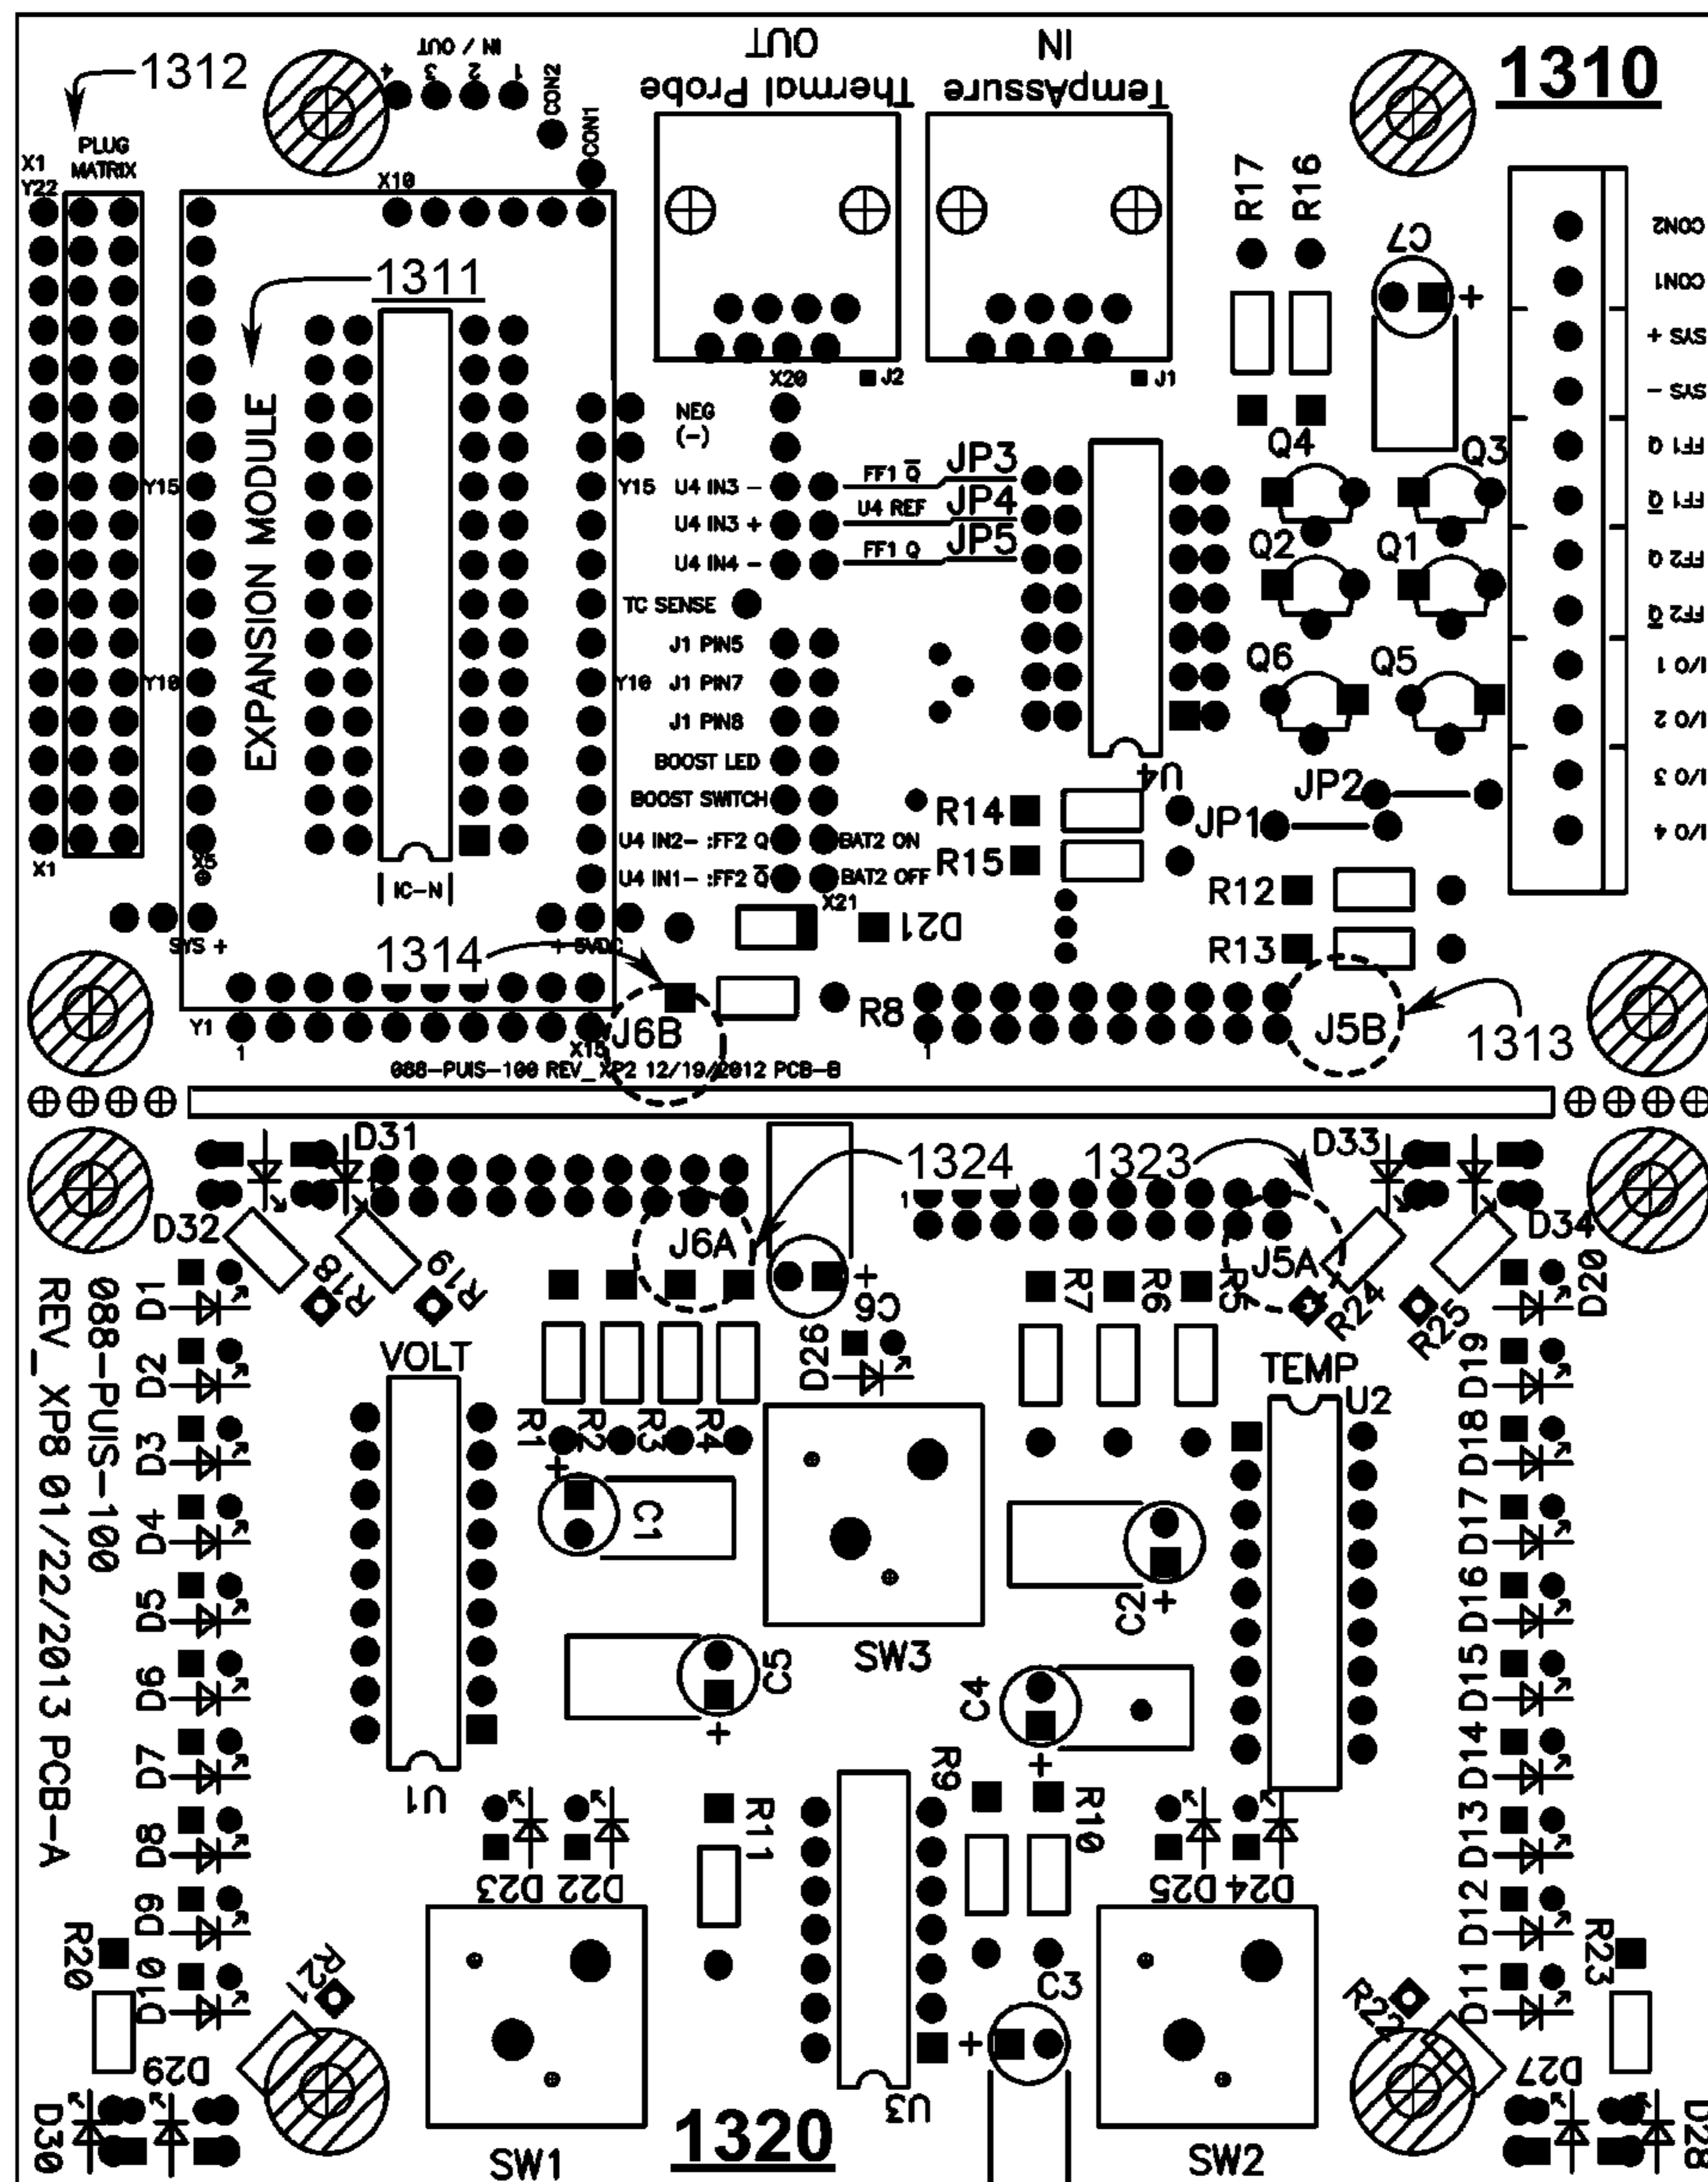 IN / OUT
4 3 2 1
CON2
CON1
OUT
Thermal Probe
IN
TempAssure
1310
1312
PLUG
MATRIX
X1
Y22
X10
R17
R16
C7
+
CON2
CON1
SYS +
SYS -
FF1 Q
FF1 Q̅
FF2 Q
FF2 Q̅
I/O 1
I/O 2
I/O 3
I/O 4
1311
EXPANSION MODULE
X20
J2
J1
NEG
(-)
Q4
Q3
Y15
Y15
U4 IN3 -
FF1 Q̅
JP3
U4 IN3 +
U4 REF
JP4
U4 IN4 -
FF1 Q
JP5
Q2
Q1
TC SENSE
J1 PIN5
Y10
Y10
J1 PIN7
J1 PIN8
Q6
Q5
BOOST LED
BOOST SWITCH
U4
JP2
R14
JP1
U4 IN2- :FF2 Q
BAT2 ON
R15
X1
X5
U4 IN1- :FF2 Q̅
BAT2 OFF
X21
IC-N
R12
D21
SYS +
+ 5VDC
R13
1314
R8
Y1
1
X15
J6B
1
J5B
1313
088-PUIS-100 REV_XP2 12/19/2012 PCB-B
D31
1324
1323
D33
1
D32
J6A
J5A
D34
R18
R19
+
C6
R7
R6
R5
R24
R25
D20
088-PUIS-100
REV_XP8 01/22/2013 PCB-A
D1
D2
D3
D4
D5
D6
D7
D8
D9
D10
VOLT
D26
TEMP
U2
D19
D18
D17
D16
D15
D14
D13
D12
D11
R1
R2
R3
R4
+
C1
C2
+
SW3
C5
+
C4
+
U1
R9
R10
R11
D23
D22
D25
D24
R20
R21
C3
+
R22
R23
D29
D30
U3
D27
D28
SW1
1320
SW2